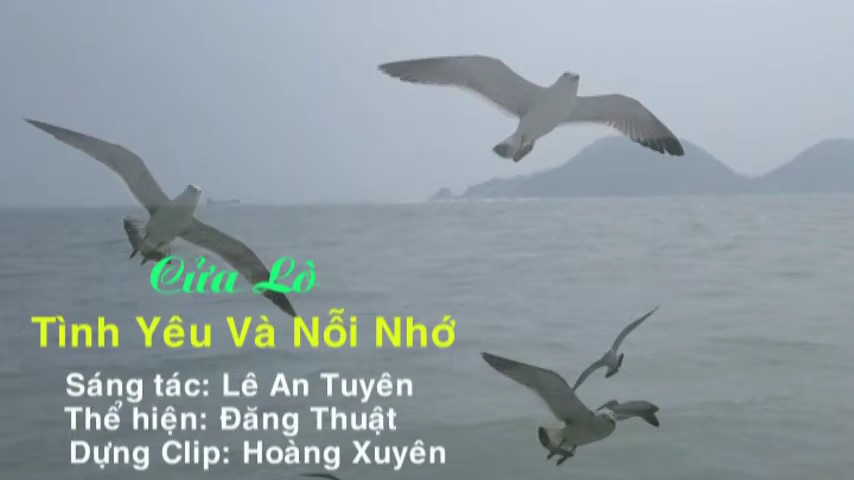 Cửa Lò
Tình Yêu Và Nỗi Nhớ
Sáng tác: Lê An Tuyên
Thể hiện: Đăng Thuật
Dựng Clip: Hoàng Xuyên